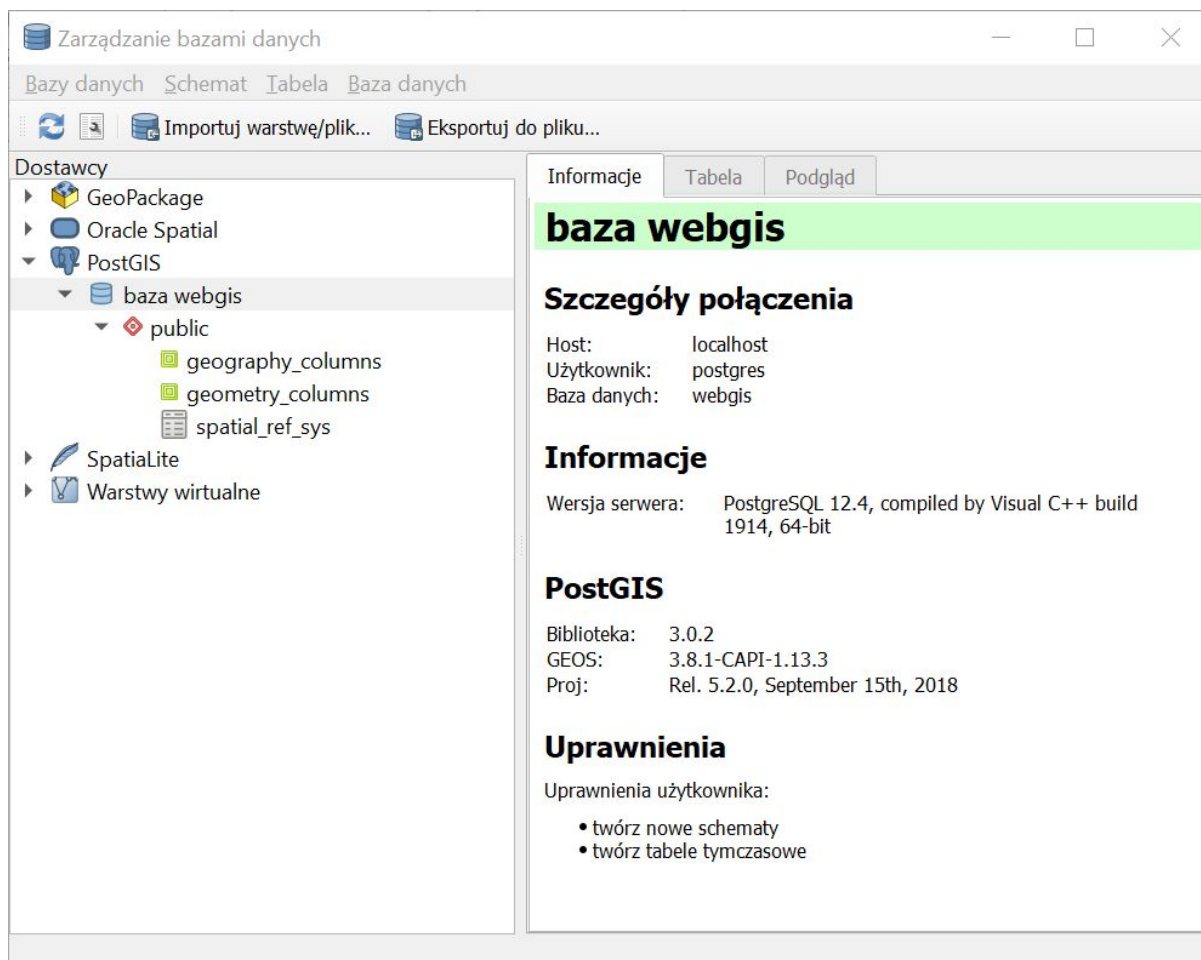 Zarządzanie bazami danych
Bazy danych Schemat Tabela Baza danych
Importuj warstwę/plik... Eksportuj do pliku...
Dostawcy
GeoPackage
Oracle Spatial
PostGIS
baza webgis
public
geography_columns
geometry_columns
spatial_ref_sys
SpatiaLite
Warstwy wirtualne
Informacje Tabela Podgląd
baza webgis
Szczegóły połączenia
Host: localhost
Użytkownik: postgres
Baza danych: webgis
Informacje
Wersja serwera: PostgreSQL 12.4, compiled by Visual C++ build
1914, 64-bit
PostGIS
Biblioteka: 3.0.2
GEOS: 3.8.1-CAPI-1.13.3
Proj: Rel. 5.2.0, September 15th, 2018
Uprawnienia
Uprawnienia użytkownika:
• twórz nowe schematy
• twórz tabele tymczasowe